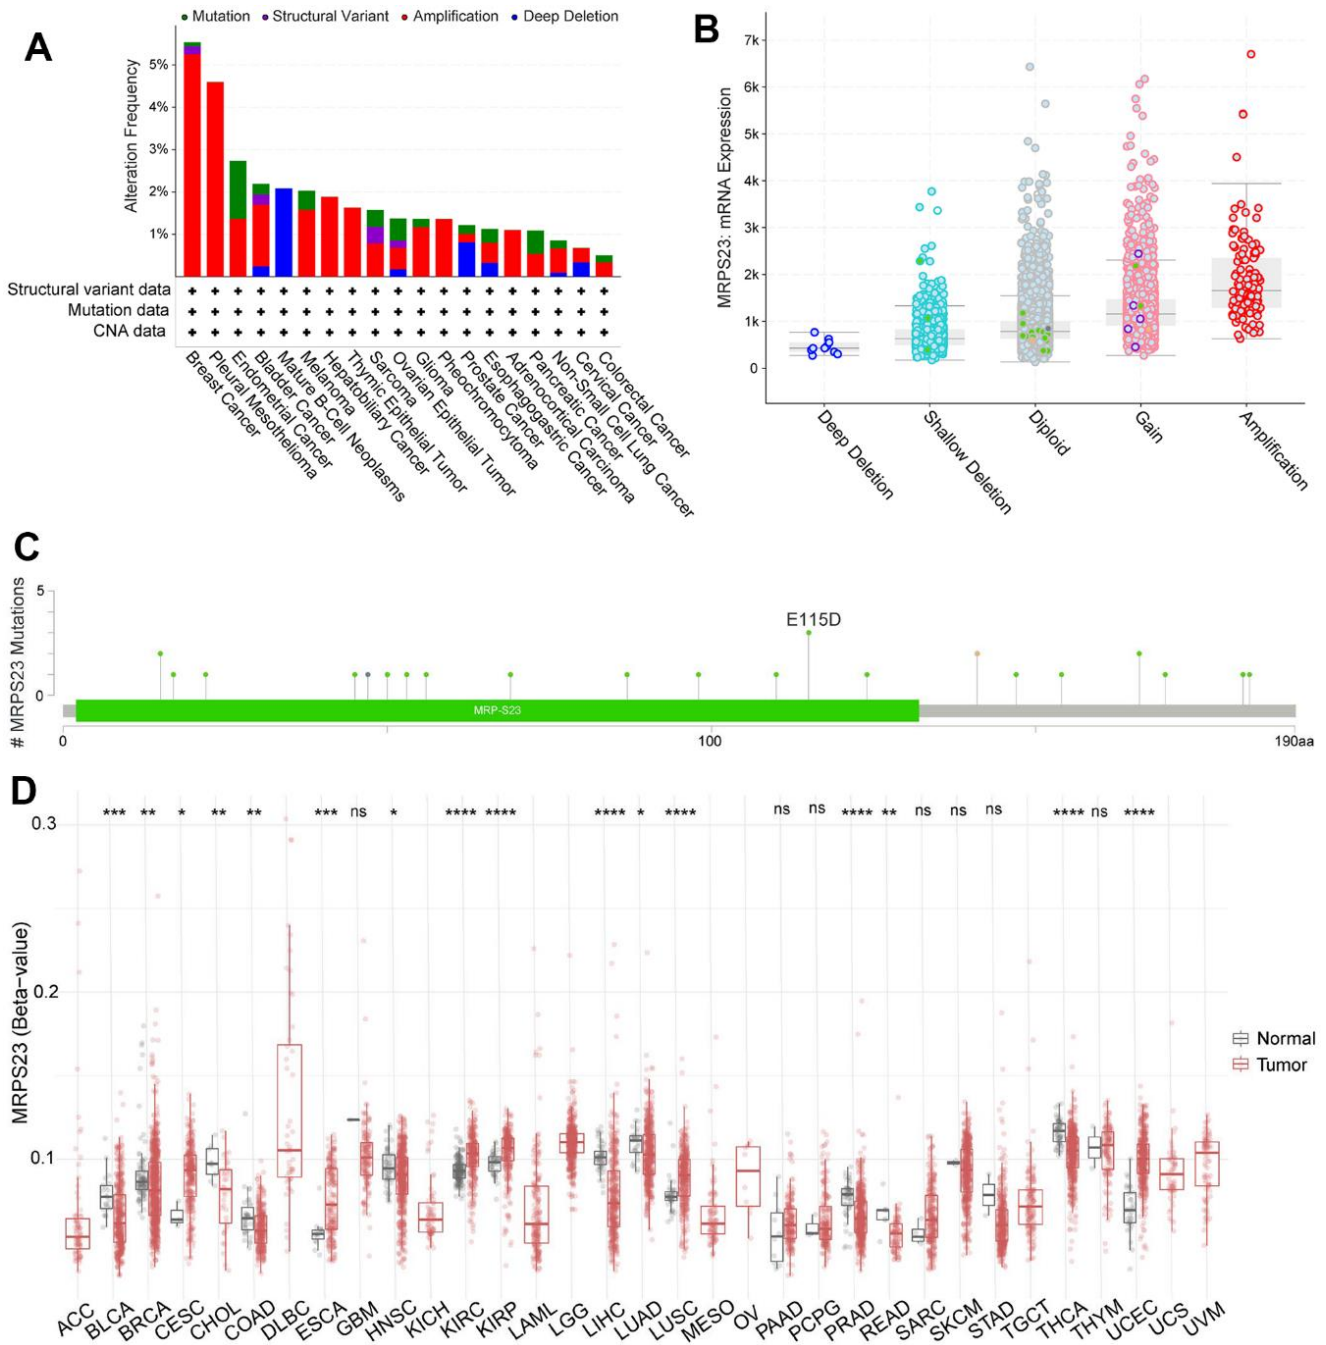 A
Mutation Structural Variant Amplification Deep Deletion
Alteration Frequency
5%
4%
3%
2%
1%
Structural variant data
Mutation data
CNA data
Breast Cancer
Pleural Mesothelioma
Endometrial Cancer
Bladder Cancer
Mature B-Cell Neoplasms
Melanoma
Hepatobiliary Cancer
Thymic Epithelial Tumor
Sarcoma
Ovarian Epithelial Tumor
Glioma
Pheochromocytoma
Prostate Cancer
Esophagogastric Cancer
Adrenocortical Carcinoma
Pancreatic Cancer
Non-Small Cell Lung Cancer
Cervical Cancer
Colorectal Cancer
B
MRPS23: mRNA Expression
7k
6k
5k
4k
3k
2k
1k
0
Deep Deletion
Shallow Deletion
Diploid
Gain
Amplification
C
# MRPS23 Mutations
5
0
E115D
MRP-S23
0 100 190aa
D
MRPS23 (Beta-value)
*** ** * ** ** *** ns * **** **** **** * **** ns ns **** ** ns ns ns **** ns ****
0.3
0.2
0.1
Normal
Tumor
ACC BLCA BRCA CESC CHOL COAD DLBC ESCA GBM HNSC KICH KIRC KIRP LAML LGG LIHC LUAD LUSC MESO OV PAAD PCPG PRAD READ SARC SKCM STAD TGCT THCA THYM UCEC UCS UVM